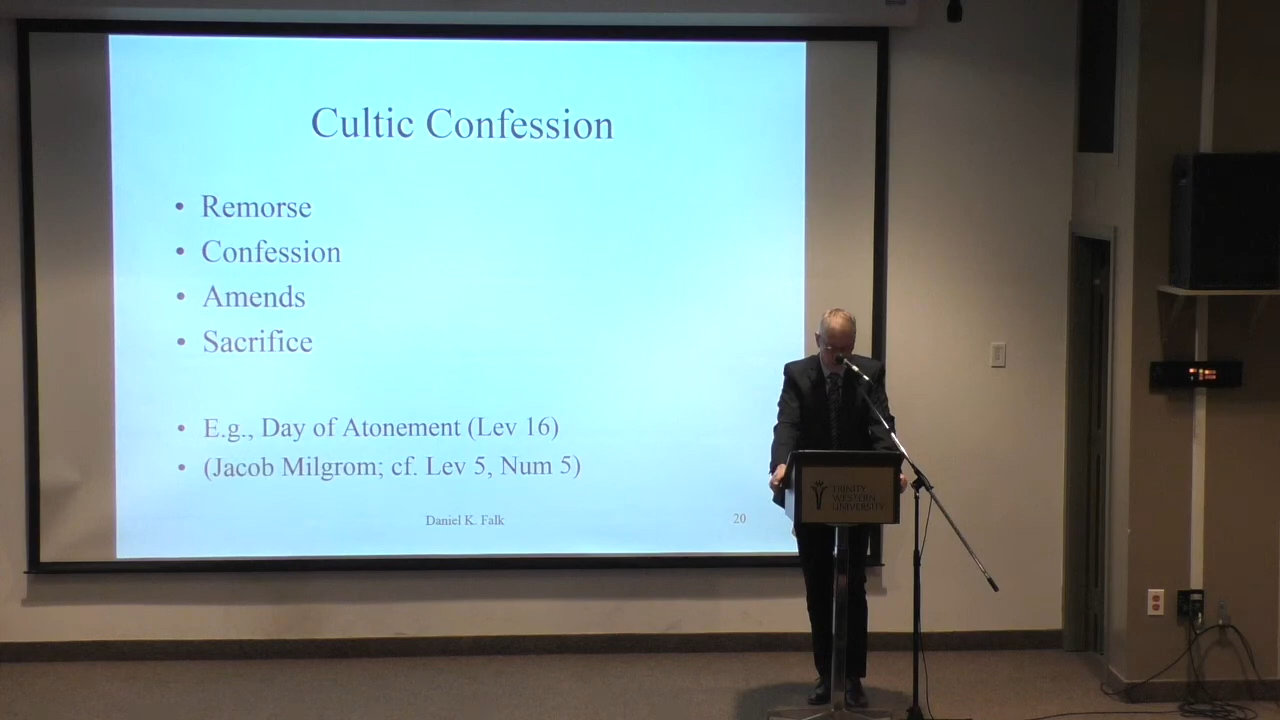 Cultic Confession
• Remorse
• Confession
• Amends
• Sacrifice
• E.g., Day of Atonement (Lev 16)
• (Jacob Milgrom; cf. Lev 5, Num 5)
Daniel K. Falk
20
TRINITY
WESTERN
UNIVERSITY